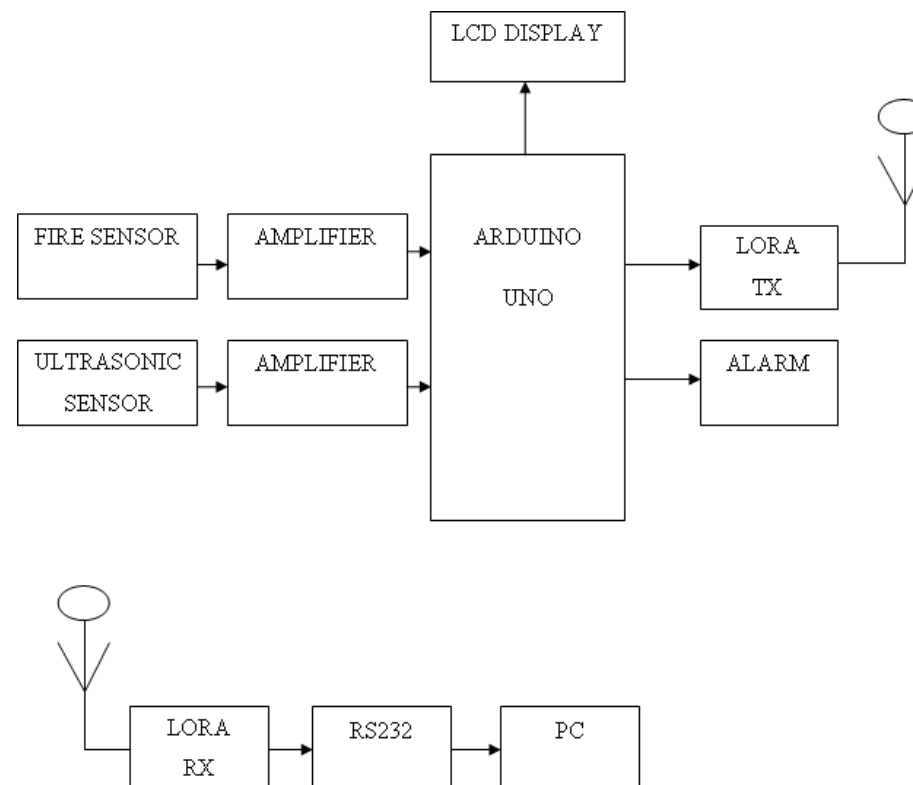 LCD DISPLAY
FIRE SENSOR
AMPLIFIER
ARDUINO
UNO
LORA
TX
ULTRASONIC
SENSOR
AMPLIFIER
ALARM
LORA
RX
RS232
PC